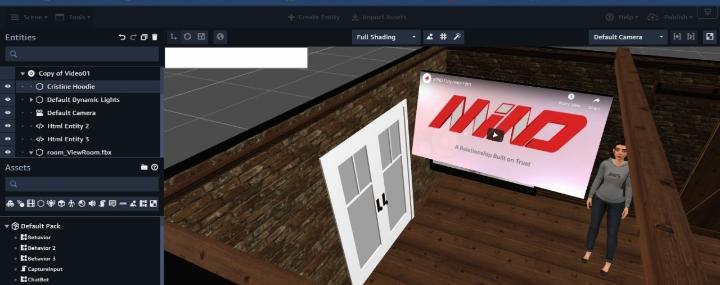 Scene
Tools
Create Entity
Import Assets
Help
Publish
Entities
Full Shading
Default Camera
Copy of Video01
Cristine Hoodie
Default Dynamic Lights
Default Camera
Html Entity 2
Html Entity 3
room_ViewRoom.fbx
Assets
Default Pack
Behavior
Behavior 2
Behavior 3
CaptureInput
ChatBot
MIND
A Relationship Built on Trust